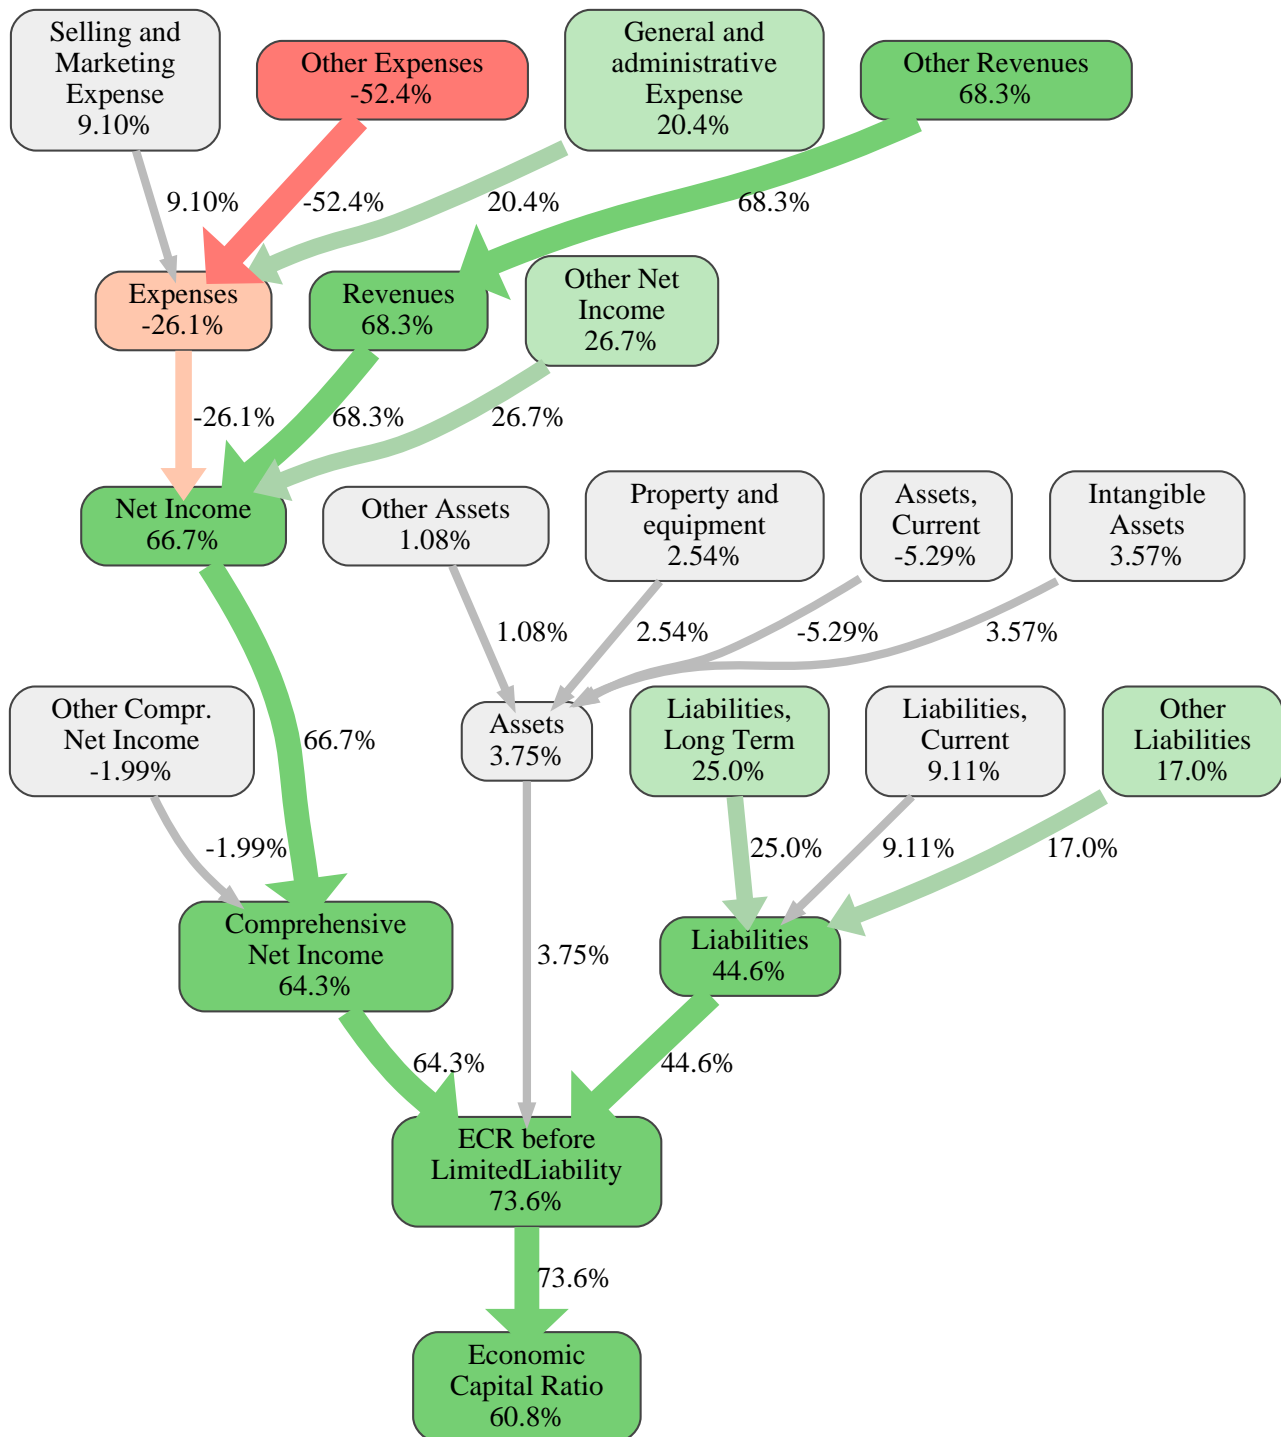 Selling and
Marketing
Expense
9.10%
Other Expenses
-52.4%
General and
administrative
Expense
20.4%
Other Revenues
68.3%
9.10%
-52.4%
20.4%
68.3%
Expenses
-26.1%
Revenues
68.3%
Other Net
Income
26.7%
-26.1%
68.3%
26.7%
Net Income
66.7%
Other Assets
1.08%
Property and
equipment
2.54%
Assets,
Current
-5.29%
Intangible
Assets
3.57%
1.08%
2.54%
-5.29%
3.57%
Other Compr.
Net Income
-1.99%
66.7%
Assets
3.75%
Liabilities,
Long Term
25.0%
Liabilities,
Current
9.11%
Other
Liabilities
17.0%
-1.99%
25.0%
9.11%
17.0%
Comprehensive
Net Income
64.3%
3.75%
Liabilities
44.6%
64.3%
44.6%
ECR before
LimitedLiability
73.6%
73.6%
Economic
Capital Ratio
60.8%